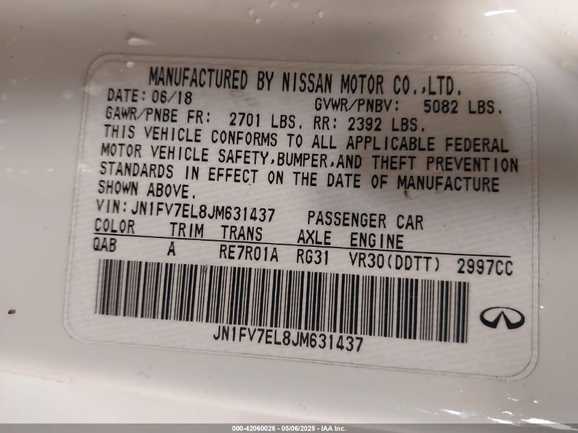 MANUFACTURED BY NISSAN MOTOR CO.,LTD.
DATE: 06/18 GVWR/PNBV: 5082 LBS.
GAWR/PNBE FR: 2701 LBS. RR: 2392 LBS.
THIS VEHICLE CONFORMS TO ALL APPLICABLE FEDERAL
MOTOR VEHICLE SAFETY,BUMPER,AND THEFT PREVENTION
STANDARDS IN EFFECT ON THE DATE OF MANUFACTURE
SHOWN ABOVE.
VIN: JN1FV7EL8JM631437 PASSENGER CAR
COLOR TRIM TRANS AXLE ENGINE
QAB A RE7R01A RG31 VR30(DDTT) 2997CC
JN1FV7EL8JM631437
000-42060026 - 05/06/2025 - IAA Inc.